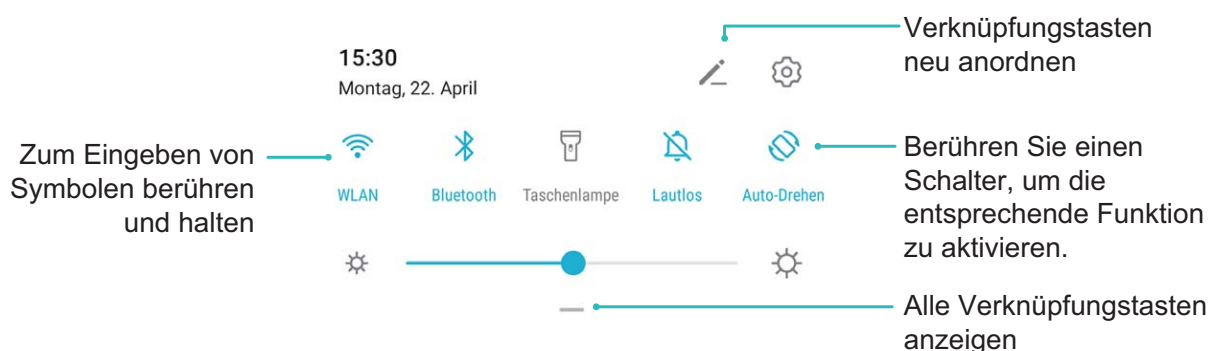 Verknüpfungstasten
neu anordnen
15:30
Montag, 22. April
Zum Eingeben von
Symbolen berühren
und halten
WLAN
Bluetooth
Taschenlampe
Lautlos
Auto-Drehen
Berühren Sie einen
Schalter, um die
entsprechende Funktion
zu aktivieren.
Alle Verknüpfungstasten
anzeigen